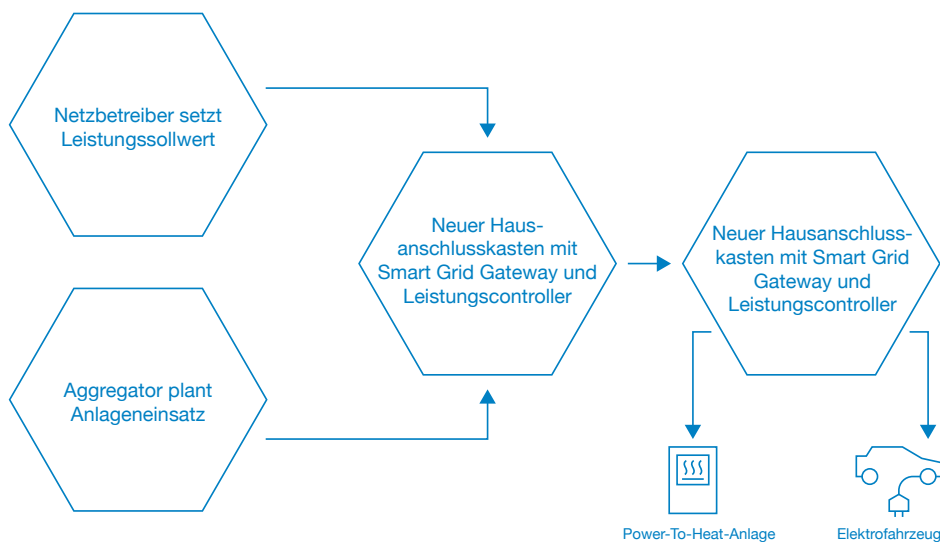 Netzbetreiber setzt
Leistungssollwert
Aggregator plant
Anlageneinsatz
Neuer Haus-
anschlusskasten mit
Smart Grid Gateway und
Leistungscontroller
Neuer Hausanschluss-
kasten mit Smart Grid
Gateway und
Leistungscontroller
Power-To-Heat-Anlage
Elektrofahrzeug